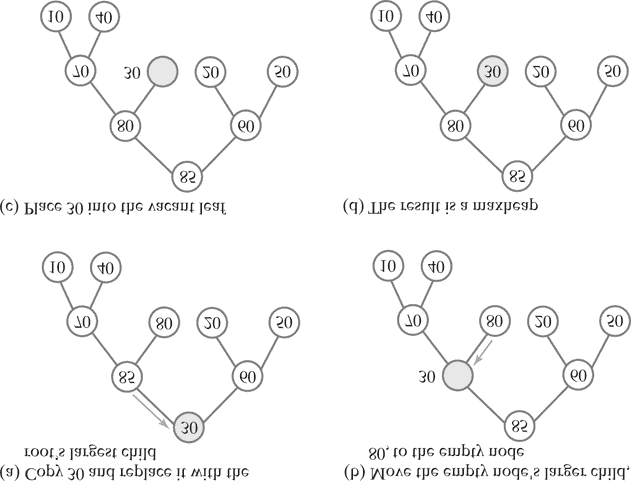 (a) Copy 30 and replace it with the
root's largest child
30
85 60
70 80 20 50
10 40
(b) Move the empty node's larger child,
80, to the empty node
85
30 60
70 80 20 50
10 40
(c) Place 30 into the vacant leaf
85
80 60
70 30 20 50
10 40
(d) The result is a maxheap
85
80 60
70 30 20 50
10 40